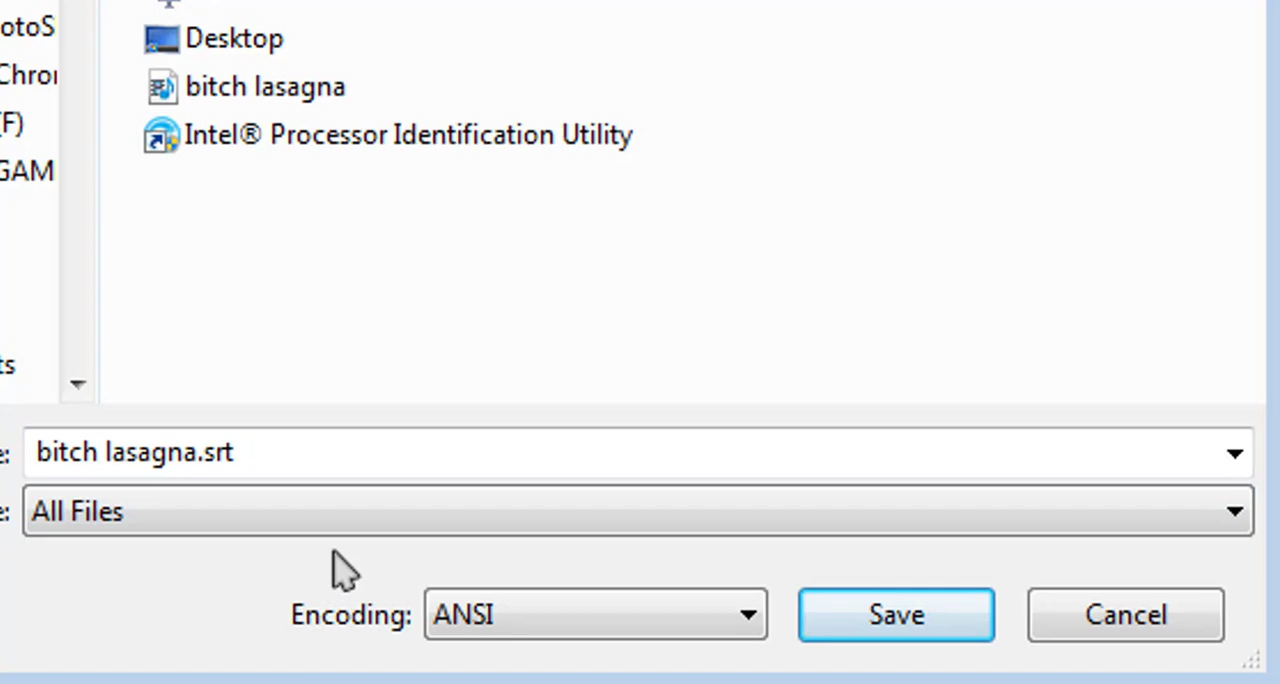 otoS
Chro
(F)
GAM
ts
Desktop
bitch lasagna
Intel® Processor Identification Utility
e: bitch lasagna.srt
e: All Files
Encoding: ANSI Save Cancel